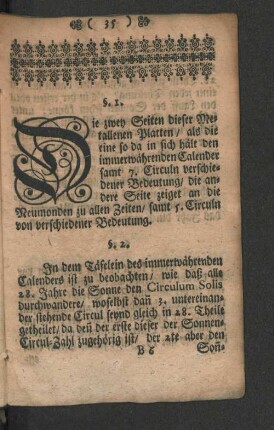 ( 35 )
§. 1.
Die zwey Seiten dieser Me-
tallenen Platten / als die
eine so da in sich hält den
immerwährenden Calender
samt 7. Circuln verschie-
dener Bedeutung / die an-
dere Seite zeiget an die
Neumonden zu allen Zeiten / samt 5. Circuln
von verschiedener Bedeutung.
§. 2.
In dem Täfelein des immerwährenden
Calenders ist zu beobachten / wie daß alle
28. Jahre die Sonne den Circulum Solis
durchwandere / woselbst dañ 3. untereinan-
der stehende Circul seynd gleich in 28. Theile
getheilet / da deñ der erste dieser der Sonnen-
Circul-Zahl zugehörig ist / der 2te aber den
B 6 Soñ-